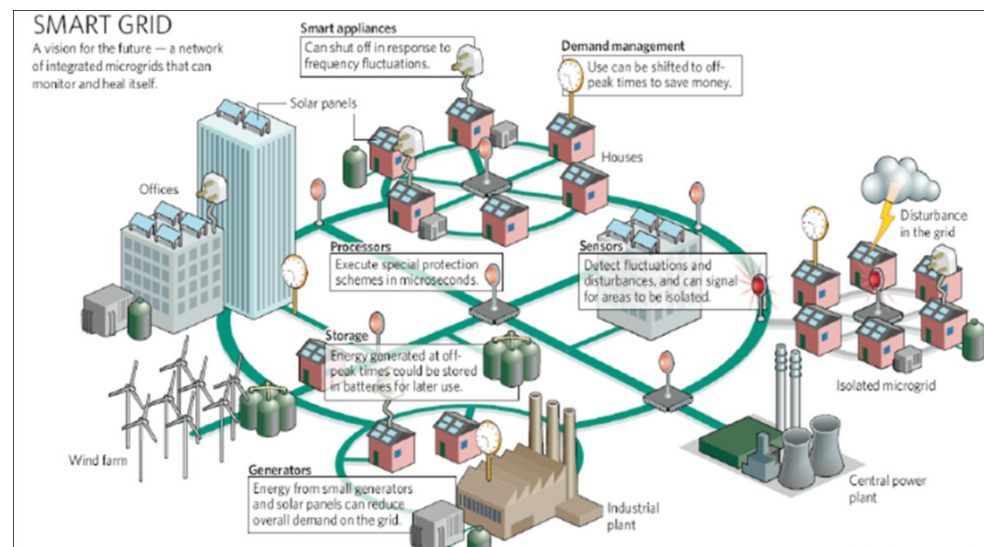 SMART GRID
A vision for the future — a network
of integrated microgrids that can
monitor and heal itself.
Smart appliances
Can shut off in response to
frequency fluctuations.
Demand management
Use can be shifted to off-
peak times to save money.
Solar panels
Houses
Offices
Disturbance
in the grid
Processors
Execute special protection
schemes in microseconds.
Sensors
Detect fluctuations and
disturbances, and can signal
for areas to be isolated.
Storage
Energy generated at off-
peak times could be stored
in batteries for later use.
Isolated microgrid
Wind farm
Generators
Energy from small generators
and solar panels can reduce
overall demand on the grid.
Industrial
plant
Central power
plant